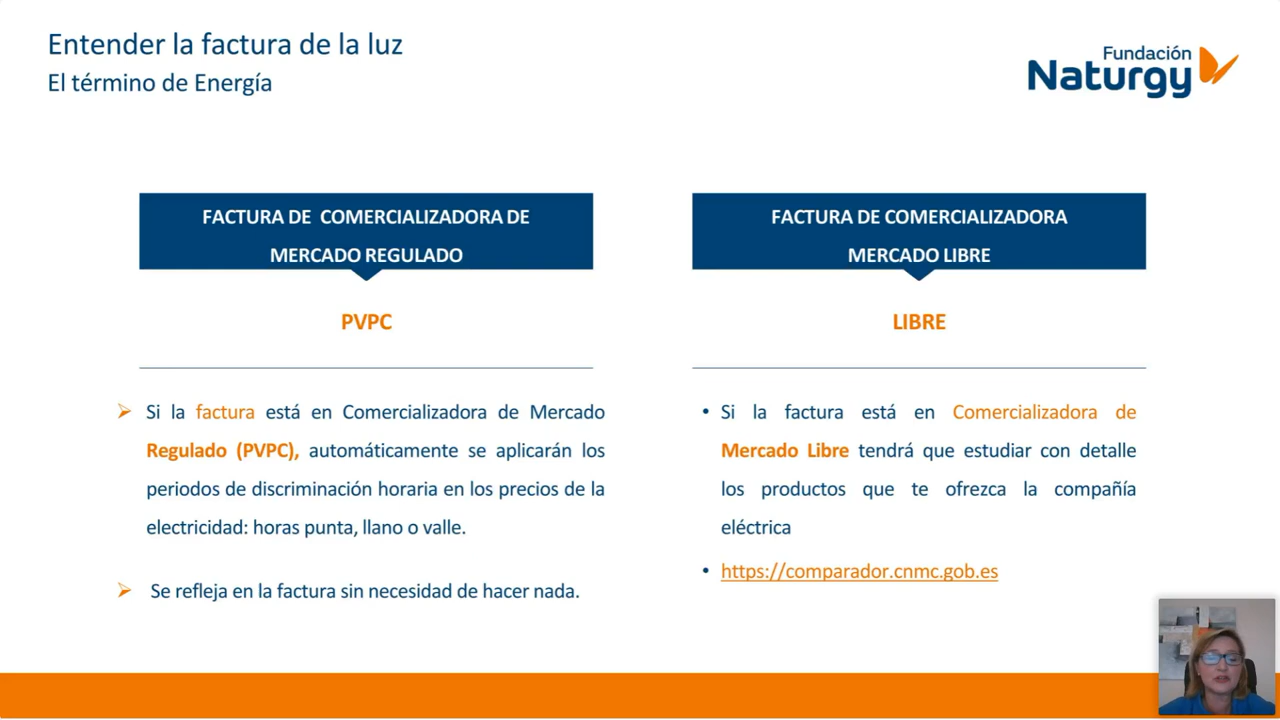 Entender la factura de la luz
El término de Energía
Fundación
Naturgy
FACTURA DE COMERCIALIZADORA DE
MERCADO REGULADO
PVPC
Si la factura está en Comercializadora de Mercado
Regulado (PVPC), automáticamente se aplicarán los
periodos de discriminación horaria en los precios de la
electricidad: horas punta, llano o valle.
Se refleja en la factura sin necesidad de hacer nada.
FACTURA DE COMERCIALIZADORA
MERCADO LIBRE
LIBRE
Si la factura está en Comercializadora de
Mercado Libre tendrá que estudiar con detalle
los productos que te ofrezca la compañía
eléctrica
https://comparador.cnmc.gob.es